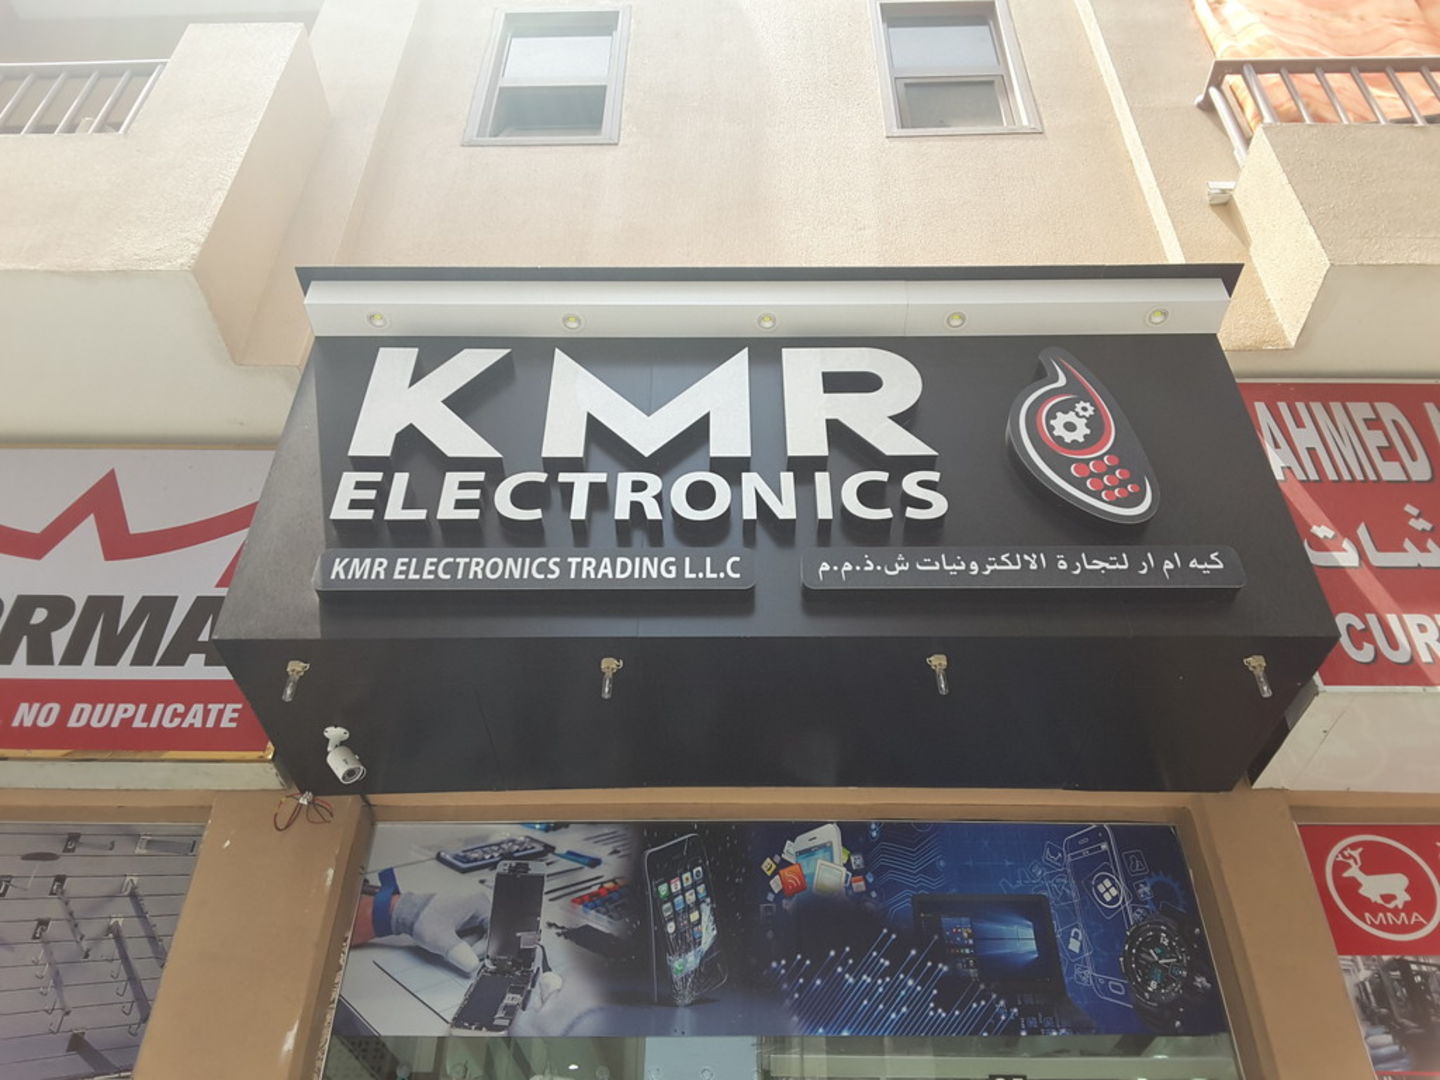 KMR
ELECTRONICS
KMR ELECTRONICS TRADING L.L.C
كيه ام ار لتجارة الالكترونيات ش.ذ.م.م
NO DUPLICATE
AHMED
MMA